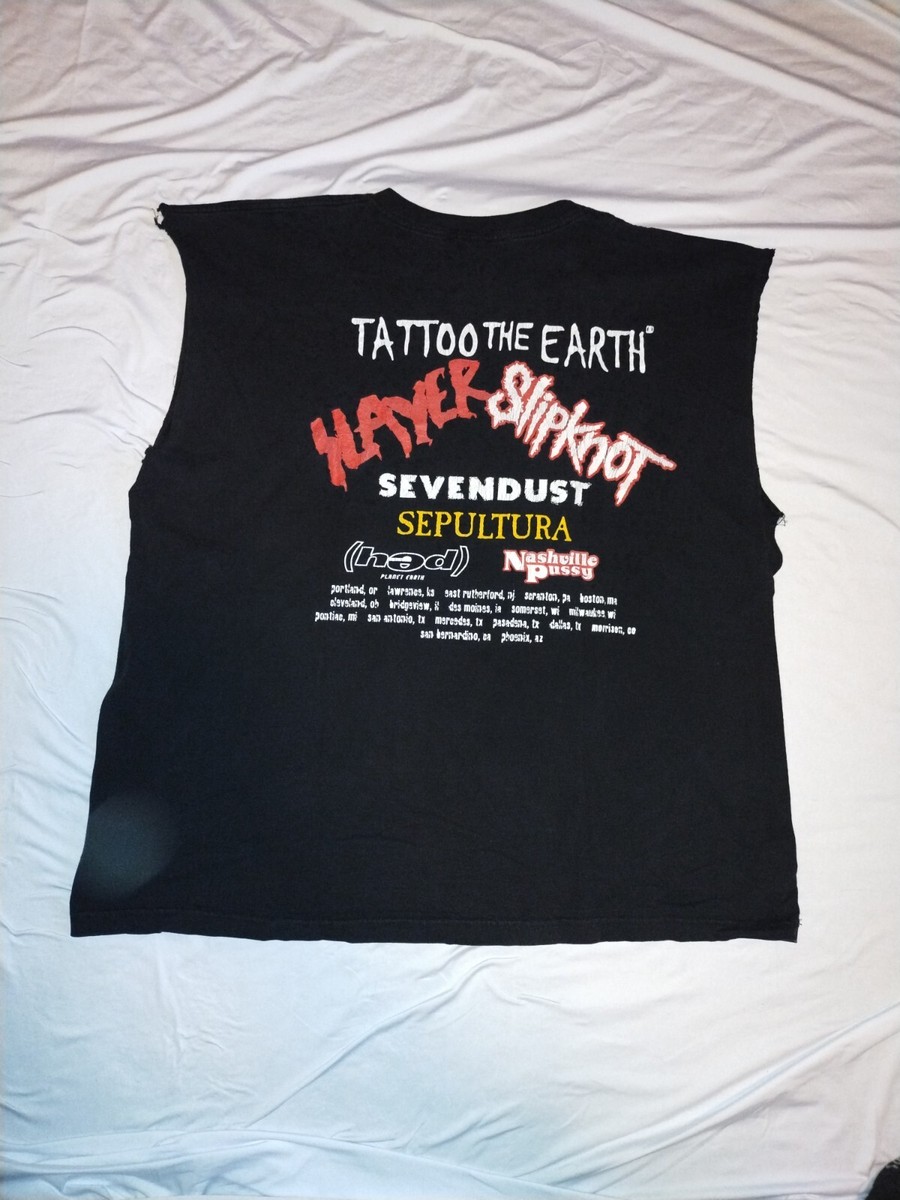 TATTOO THE EARTH®
SLAYER Slipknot
SEVENDUST
SEPULTURA
(həd) Nashville
PLANET EARTH Pussy
portland, or lawrence, ks east rutherford, nj scranton, pa boston, ma
cleveland, oh bridgeview, il des moines, ia somerset, wi milwaukee, wi
pontiac, mi san antonio, tx mercedes, tx pasadena, tx dallas, tx morrison, co
san bernardino, ca phoenix, az